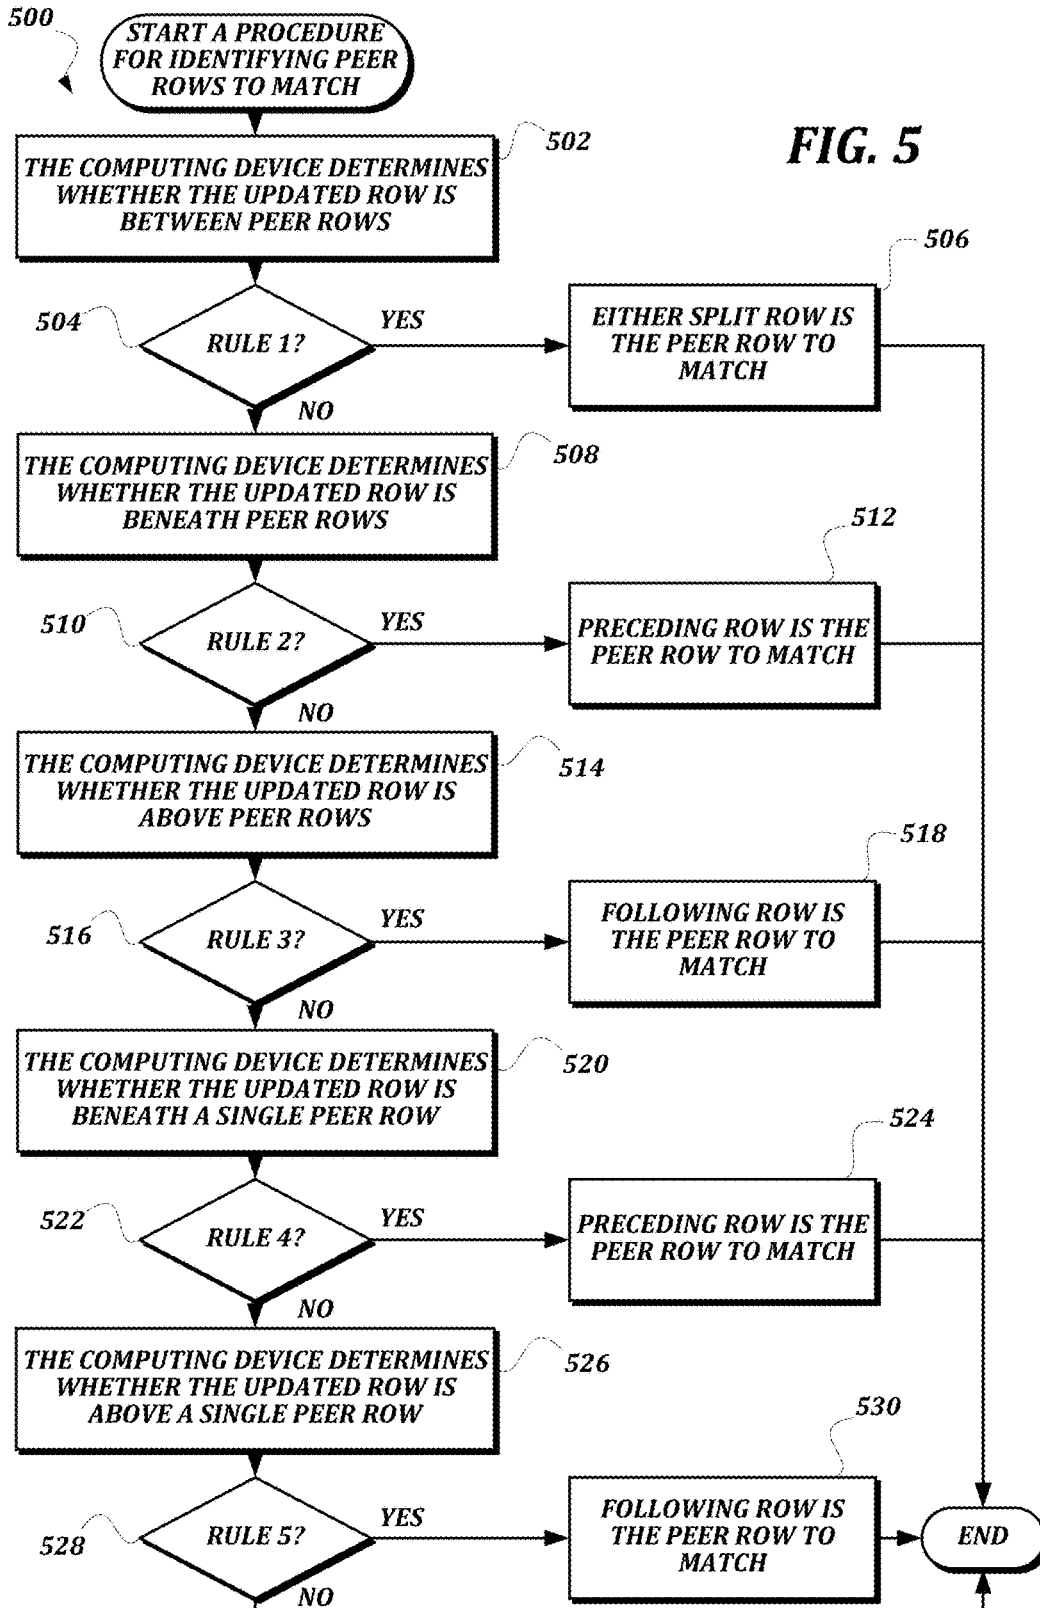 500
START A PROCEDURE
FOR IDENTIFYING PEER
ROWS TO MATCH
FIG. 5
502
THE COMPUTING DEVICE DETERMINES
WHETHER THE UPDATED ROW IS
BETWEEN PEER ROWS
504
RULE 1?
YES
NO
506
EITHER SPLIT ROW IS
THE PEER ROW TO
MATCH
508
THE COMPUTING DEVICE DETERMINES
WHETHER THE UPDATED ROW IS
BENEATH PEER ROWS
510
RULE 2?
YES
NO
512
PRECEDING ROW IS THE
PEER ROW TO MATCH
514
THE COMPUTING DEVICE DETERMINES
WHETHER THE UPDATED ROW IS
ABOVE PEER ROWS
516
RULE 3?
YES
NO
518
FOLLOWING ROW IS
THE PEER ROW TO
MATCH
520
THE COMPUTING DEVICE DETERMINES
WHETHER THE UPDATED ROW IS
BENEATH A SINGLE PEER ROW
522
RULE 4?
YES
NO
524
PRECEDING ROW IS THE
PEER ROW TO MATCH
526
THE COMPUTING DEVICE DETERMINES
WHETHER THE UPDATED ROW IS
ABOVE A SINGLE PEER ROW
528
RULE 5?
YES
NO
530
FOLLOWING ROW IS
THE PEER ROW TO
MATCH
END